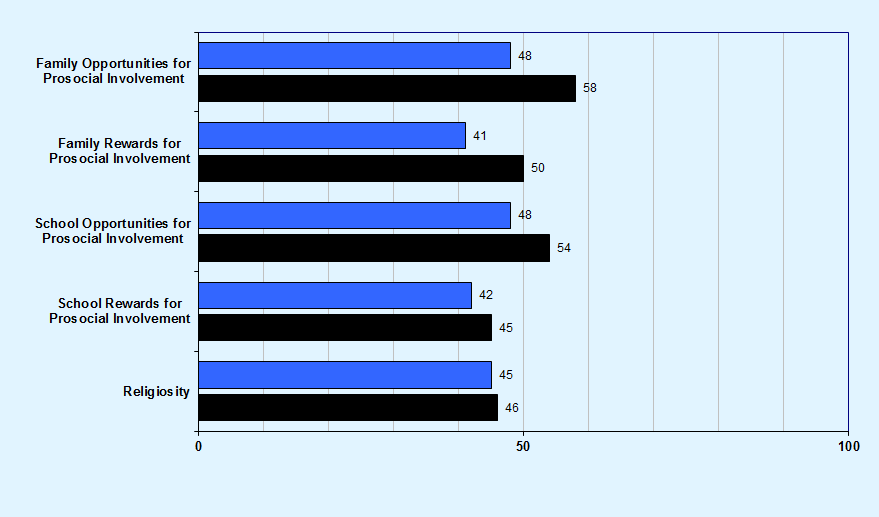 Family Opportunities for
Prosocial Involvement
48
58
Family Rewards for
Prosocial Involvement
41
50
School Opportunities for
Prosocial Involvement
48
54
School Rewards for
Prosocial Involvement
42
45
Religiosity
45
46
0 50 100